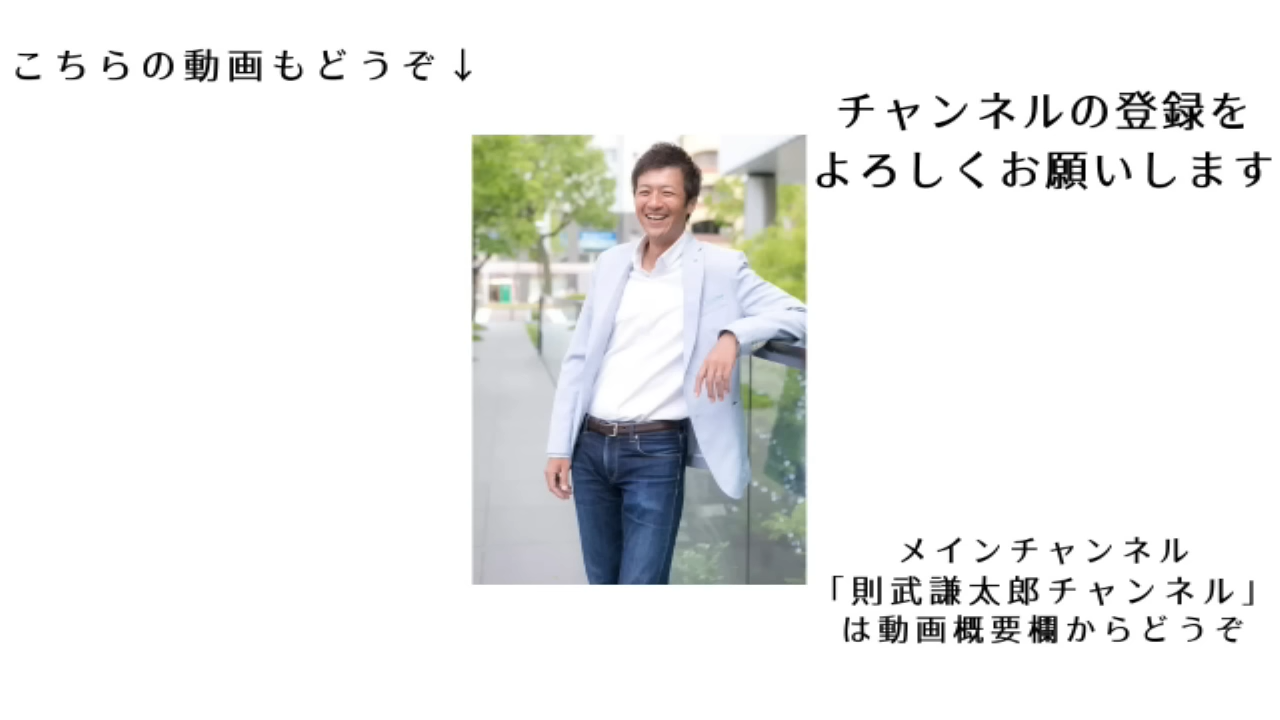 こちらの動画もどうぞ↓
チャンネルの登録を
よろしくお願いします
メインチャンネル
「則武謙太郎チャンネル」
は動画概要欄からどうぞ